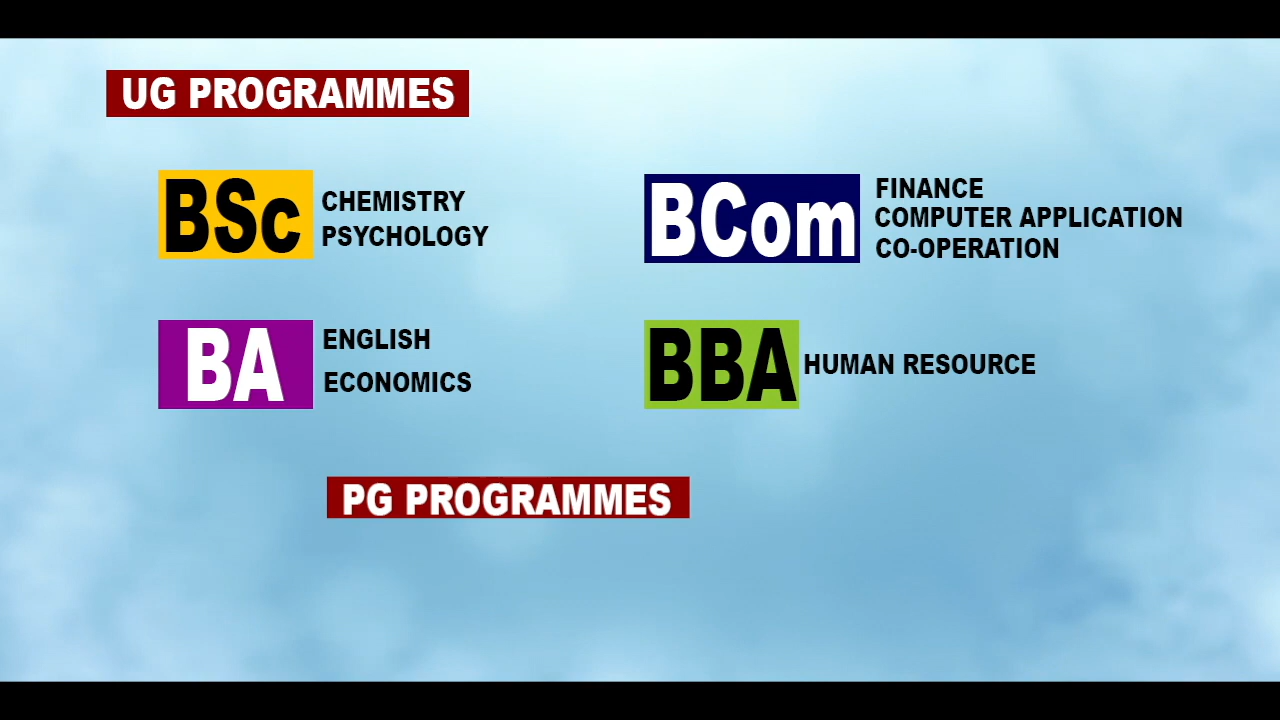 UG PROGRAMMES
BSc
CHEMISTRY
PSYCHOLOGY
BCom
FINANCE
COMPUTER APPLICATION
CO-OPERATION
BA
ENGLISH
ECONOMICS
BBA
HUMAN RESOURCE
PG PROGRAMMES